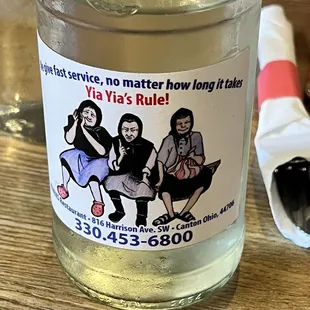 give fast service, no matter how long it takes
Yia Yia's Rule!
Restaurant • 816 Harrison Ave. SW • Canton Ohio, 44706
330.453-6800